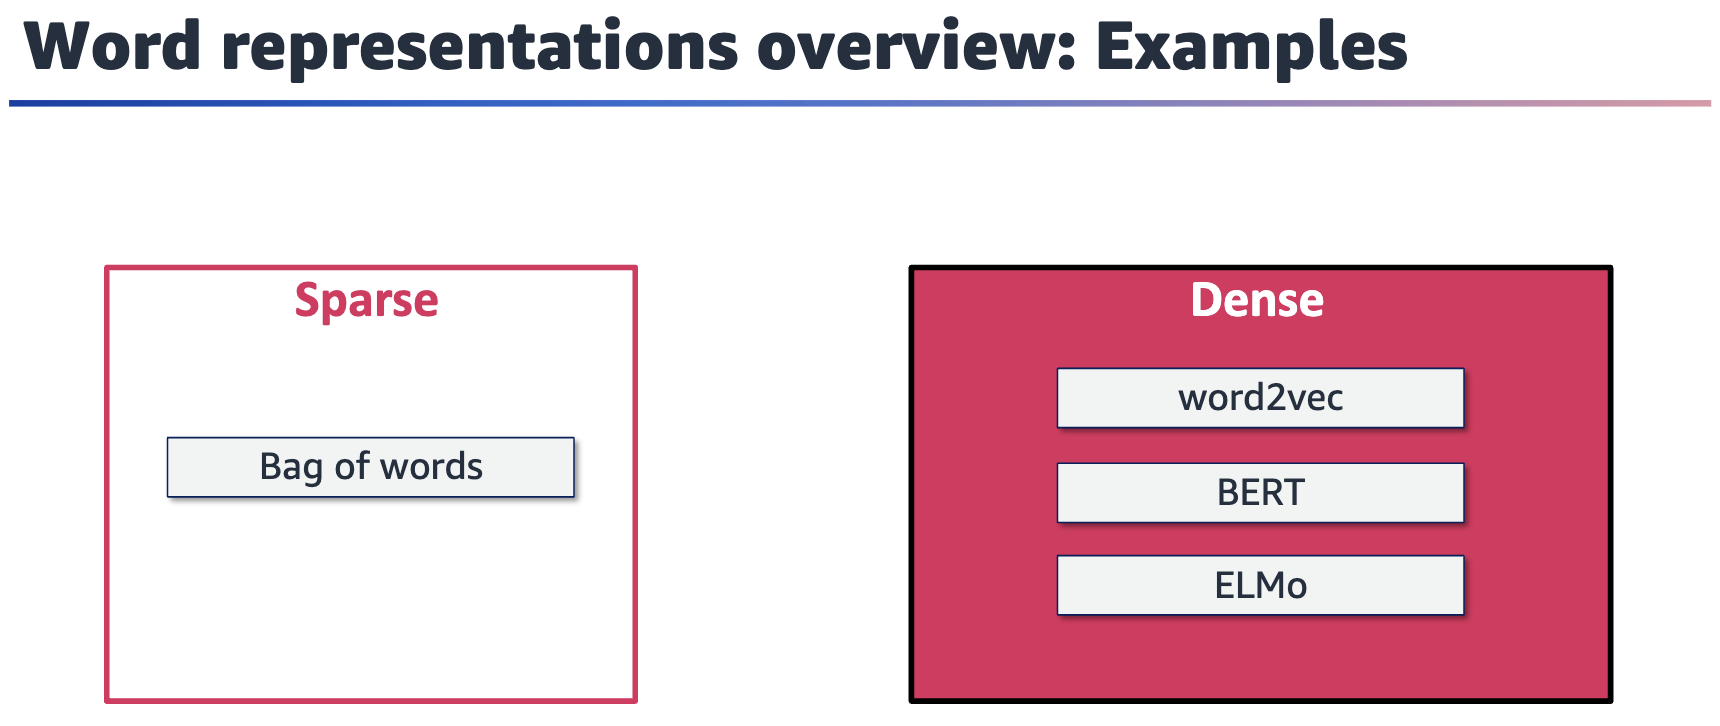 Word representations overview: Examples
Sparse
Bag of words
Dense
word2vec
BERT
ELMo